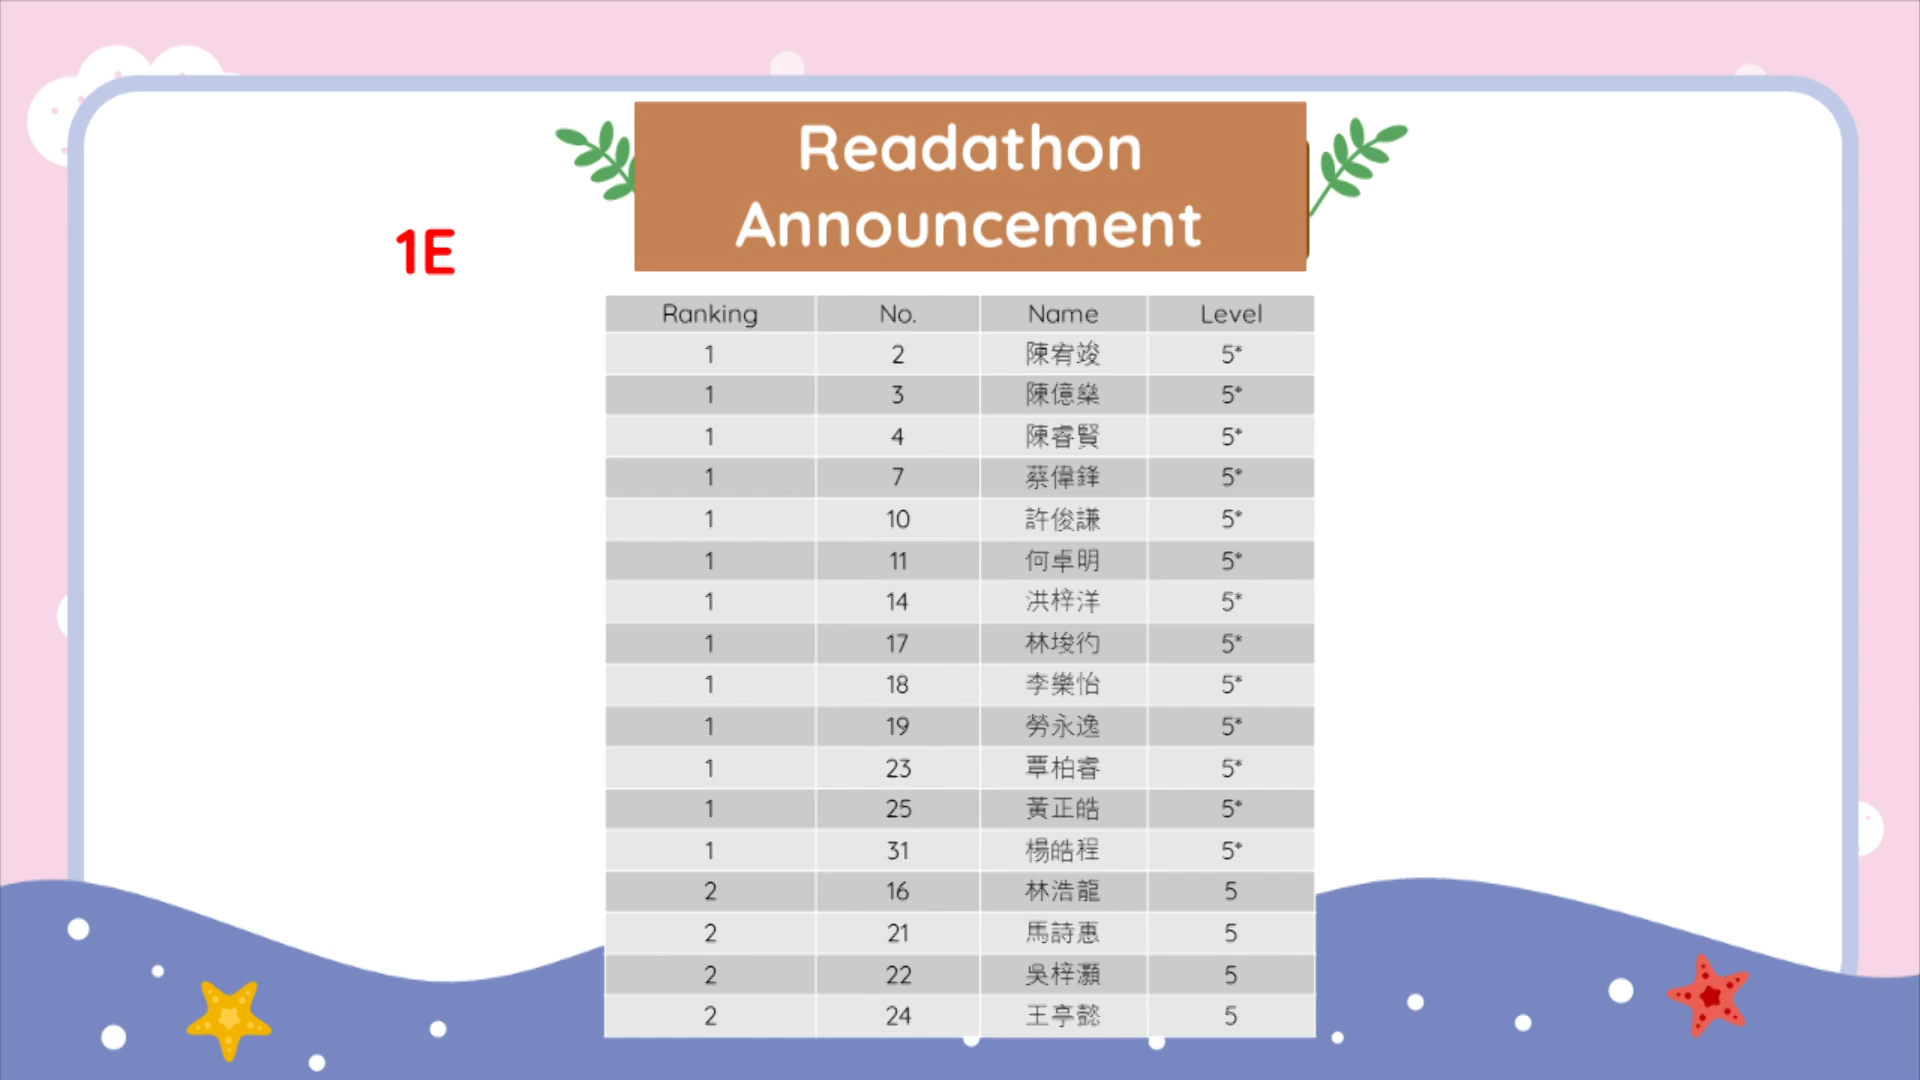 Readathon
Announcement
1E
Ranking No. Name Level
1 2 陳宥竣 5*
1 3 陳億燊 5*
1 4 陳睿賢 5*
1 7 蔡偉鋒 5*
1 10 許俊謙 5*
1 11 何卓明 5*
1 14 洪梓洋 5*
1 17 林埈彴 5*
1 18 李樂怡 5*
1 19 勞永逸 5*
1 23 覃柏睿 5*
1 25 黃正皓 5*
1 31 楊皓程 5*
2 16 林浩龍 5
2 21 馬詩惠 5
2 22 吳梓灝 5
2 24 王亭懿 5